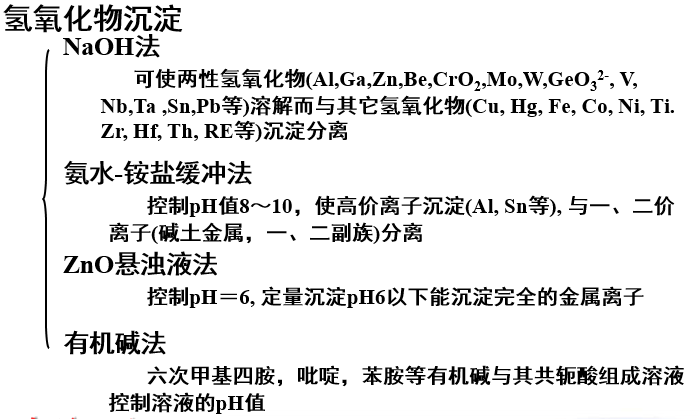 氢氧化物沉淀
NaOH法
可使两性氢氧化物(Al,Ga,Zn,Be,CrO₂,Mo,W,GeO₃²⁻, V,
Nb,Ta ,Sn,Pb等)溶解而与其它氢氧化物(Cu, Hg, Fe, Co, Ni, Ti.
Zr, Hf, Th, RE等)沉淀分离
氨水-铵盐缓冲法
控制pH值8～10，使高价离子沉淀(Al, Sn等), 与一、二价
离子(碱土金属，一、二副族)分离
ZnO悬浊液法
控制pH＝6, 定量沉淀pH6以下能沉淀完全的金属离子
有机碱法
六次甲基四胺，吡啶，苯胺等有机碱与其共轭酸组成溶液
控制溶液的pH值